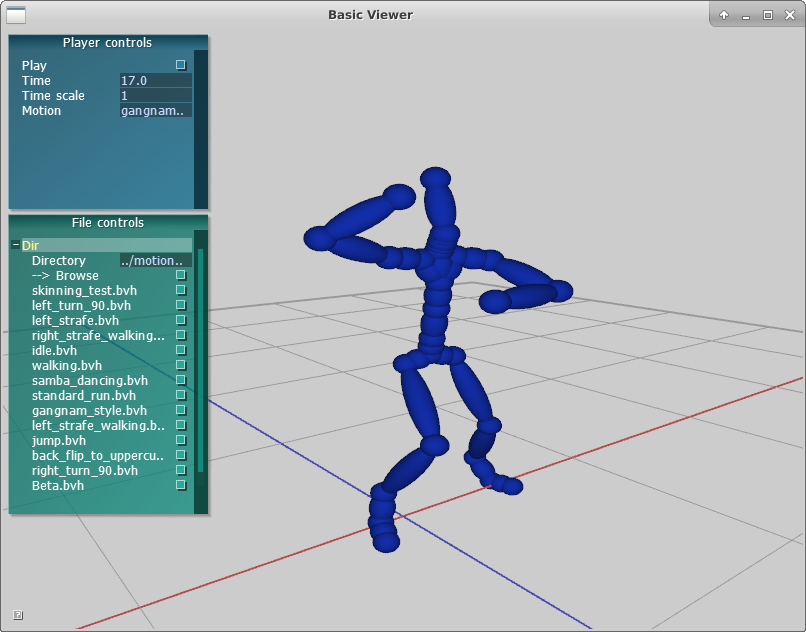 Basic Viewer
Player controls
Play
Time 17.0
Time scale 1
Motion gangnam..
File controls
Dir
Directory ../motion..
--> Browse
skinning_test.bvh
left_turn_90.bvh
left_strafe.bvh
right_strafe_walking...
idle.bvh
walking.bvh
samba_dancing.bvh
standard_run.bvh
gangnam_style.bvh
left_strafe_walking.b..
jump.bvh
back_flip_to_uppercu..
right_turn_90.bvh
Beta.bvh